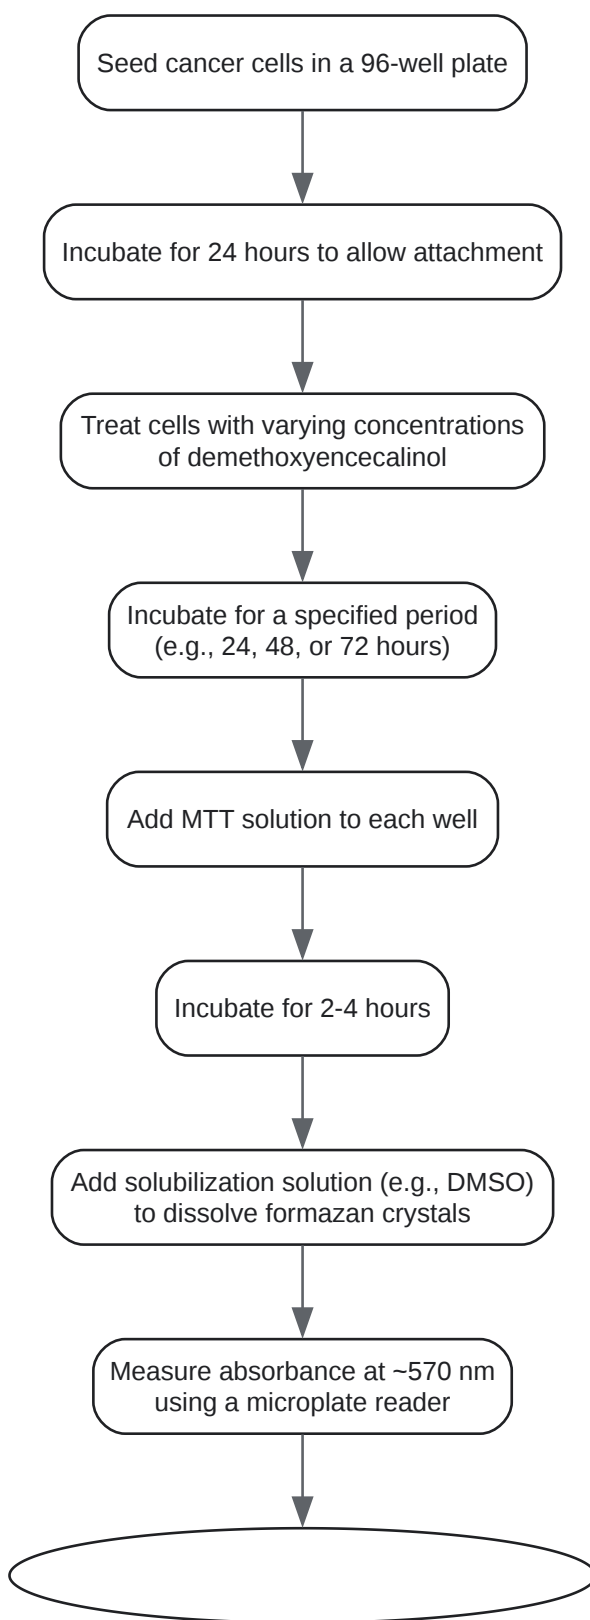 Seed cancer cells in a 96-well plate
Incubate for 24 hours to allow attachment
Treat cells with varying concentrations
of demethoxyencecalinol
Incubate for a specified period
(e.g., 24, 48, or 72 hours)
Add MTT solution to each well
Incubate for 2-4 hours
Add solubilization solution (e.g., DMSO)
to dissolve formazan crystals
Measure absorbance at ~570 nm
using a microplate reader